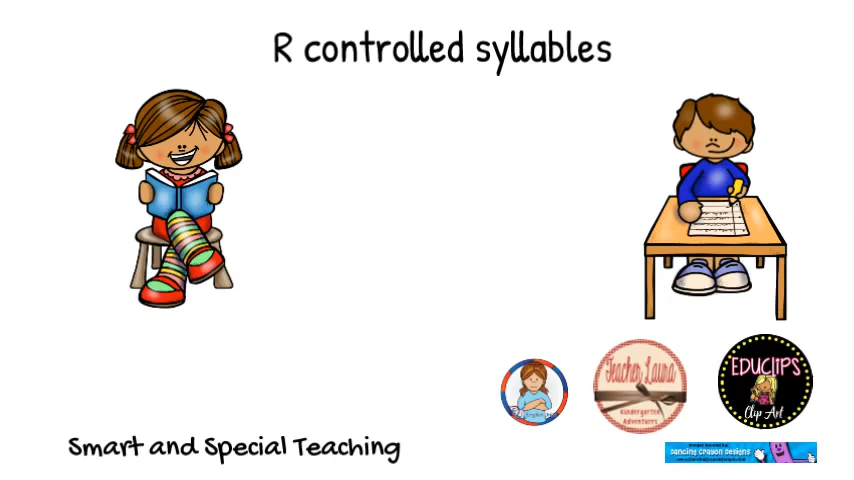 R controlled syllables
Teacher Laura
Kindergarten
Adventures
EDUCLIPS
Clip Art
Smart and Special Teaching
DANCING CRAYON DESIGNS